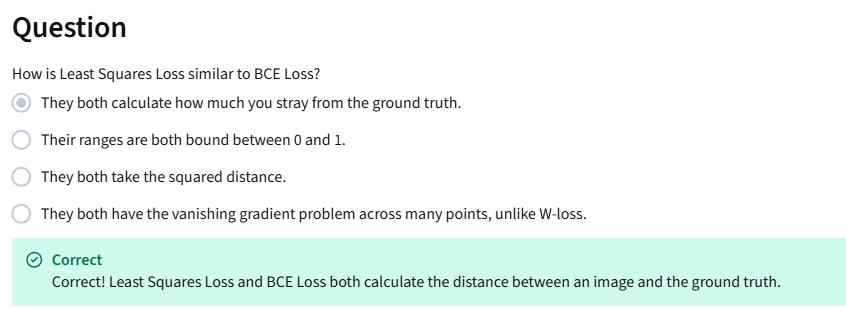 Question
How is Least Squares Loss similar to BCE Loss?
They both calculate how much you stray from the ground truth.
Their ranges are both bound between 0 and 1.
They both take the squared distance.
They both have the vanishing gradient problem across many points, unlike W-loss.
Correct
Correct! Least Squares Loss and BCE Loss both calculate the distance between an image and the ground truth.